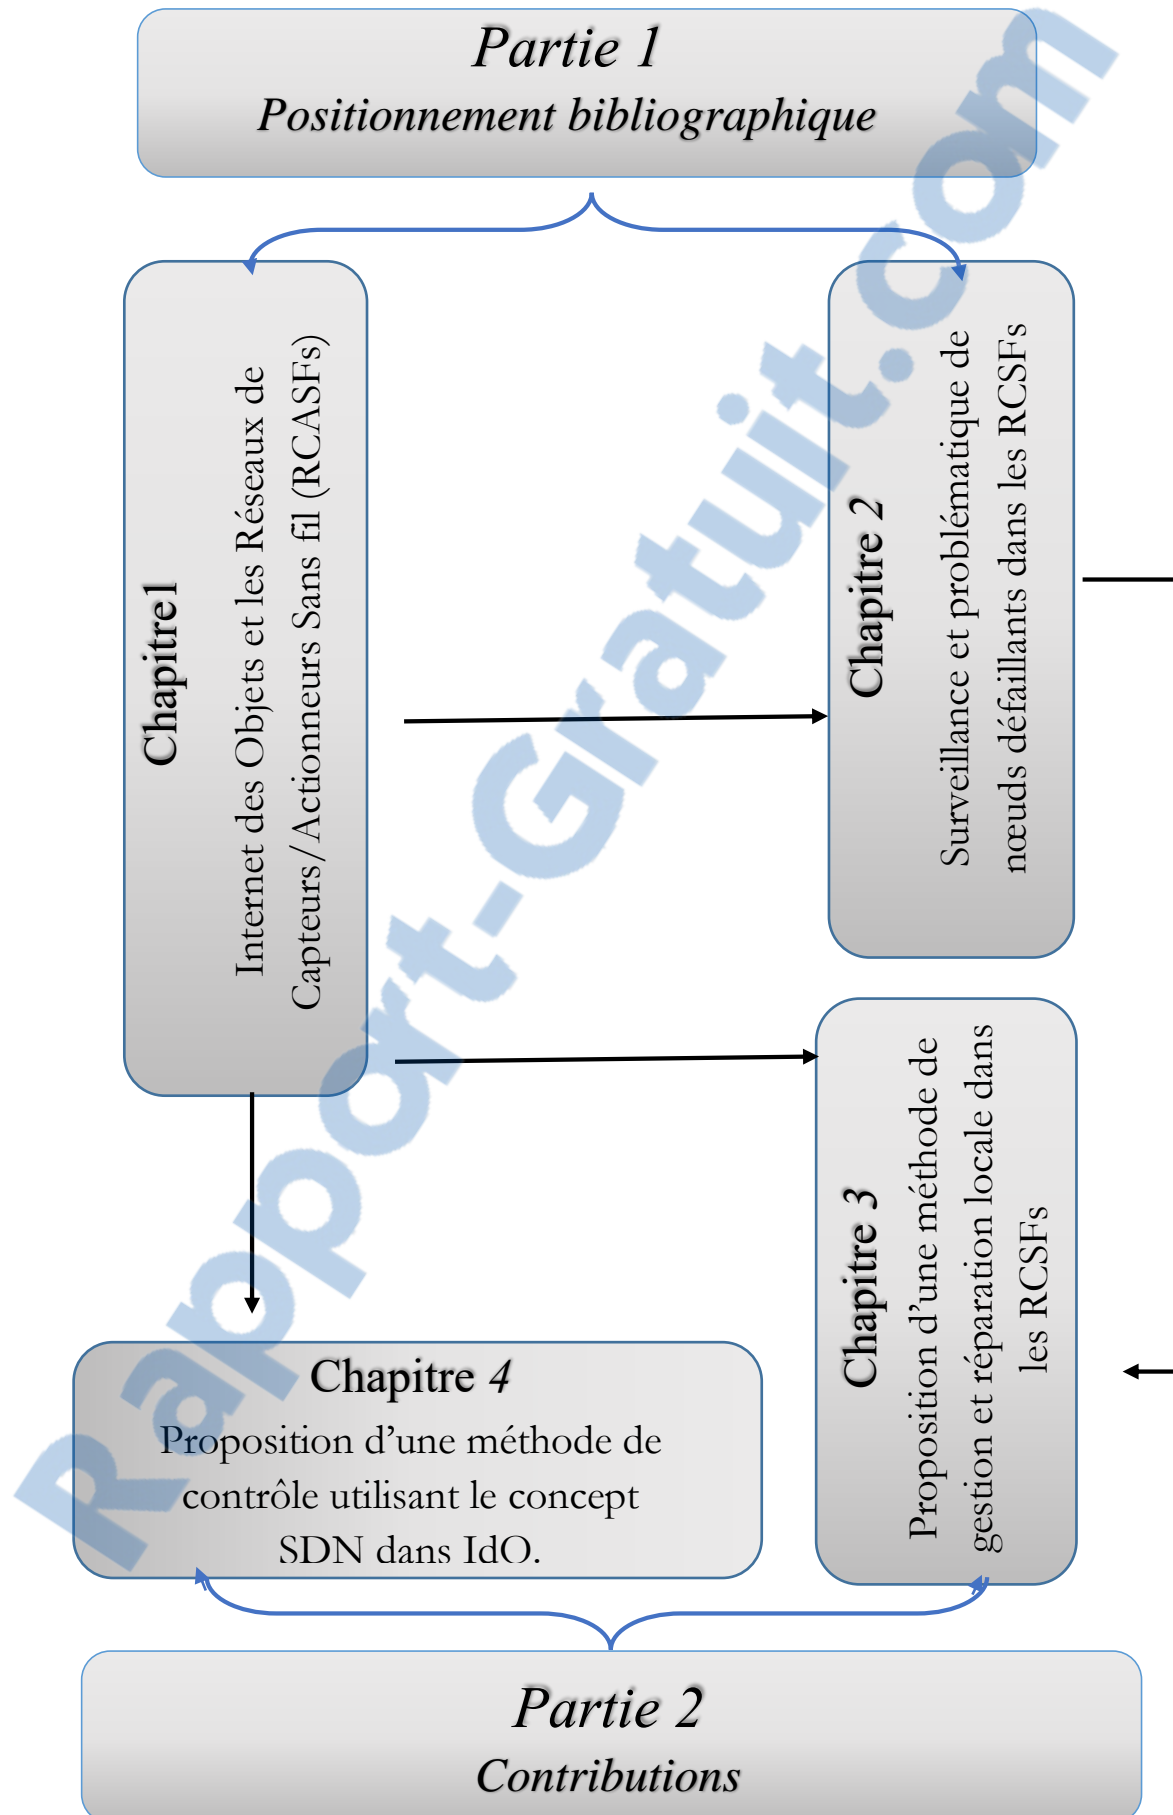 Partie 1
Positionnement bibliographique
Chapitre1
Internet des Objets et les Réseaux de
Capteurs/Actionneurs Sans fil (RCASFs)
Chapitre 2
Surveillance et problématique de
nœuds défaillants dans les RCSFs
Chapitre 3
Proposition d'une méthode de
gestion et réparation locale dans
les RCSFs
Chapitre 4
Proposition d'une méthode de
contrôle utilisant le concept
SDN dans IdO.
Partie 2
Contributions
Rapport-Gratuit.com